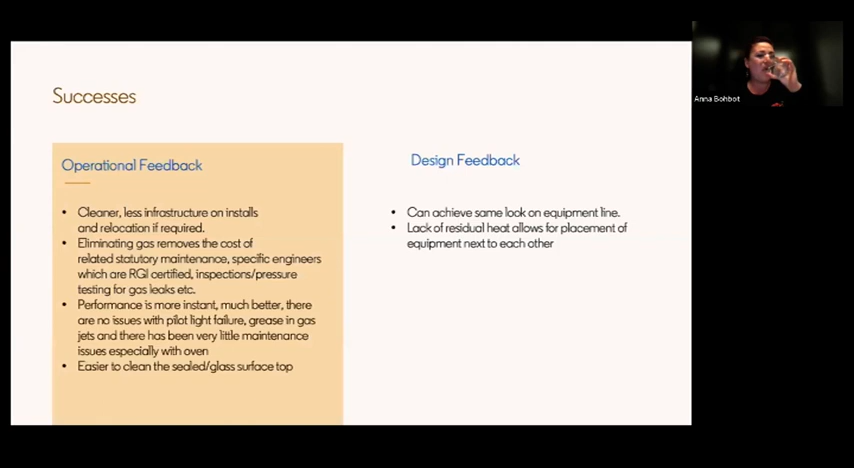 Successes
Operational Feedback
Cleaner, less infrastructure on installs
and relocation if required.
Eliminating gas removes the cost of
related statutory maintenance, specific engineers
which are RGI certified, inspections/pressure
testing for gas leaks etc.
Performance is more instant, much better, there
are no issues with pilot light failure, grease in gas
jets and there has been very little maintenance
issues especially with oven
Easier to clean the sealed/glass surface top
Design Feedback
Can achieve same look on equipment line.
Lack of residual heat allows for placement of
equipment next to each other
Anna Bohbot